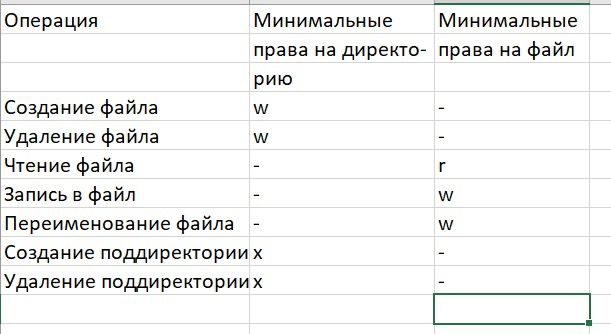 Операция Минимальные Минимальные
права на директо- права на файл
рию
Создание файла w -
Удаление файла w -
Чтение файла - r
Запись в файл - w
Переименование файла - w
Создание поддиректории x -
Удаление поддиректории x -